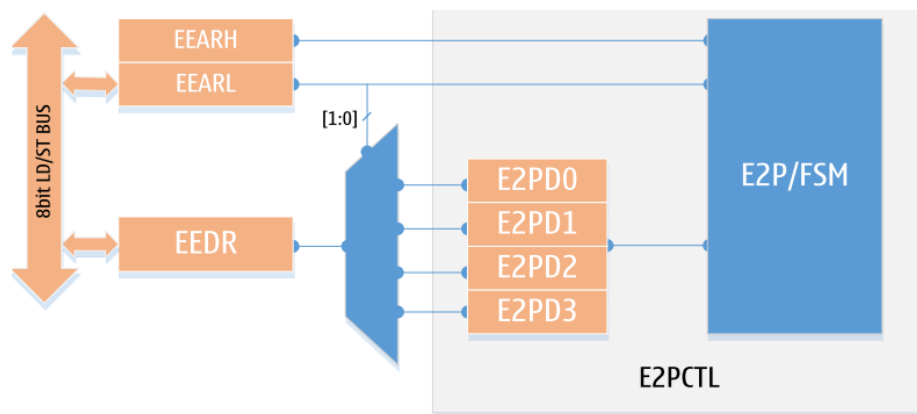 EEARH
EEARL
8bit LD/ST BUS
[1:0]
EEDR
E2PD0
E2PD1
E2PD2
E2PD3
E2P/FSM
E2PCTL